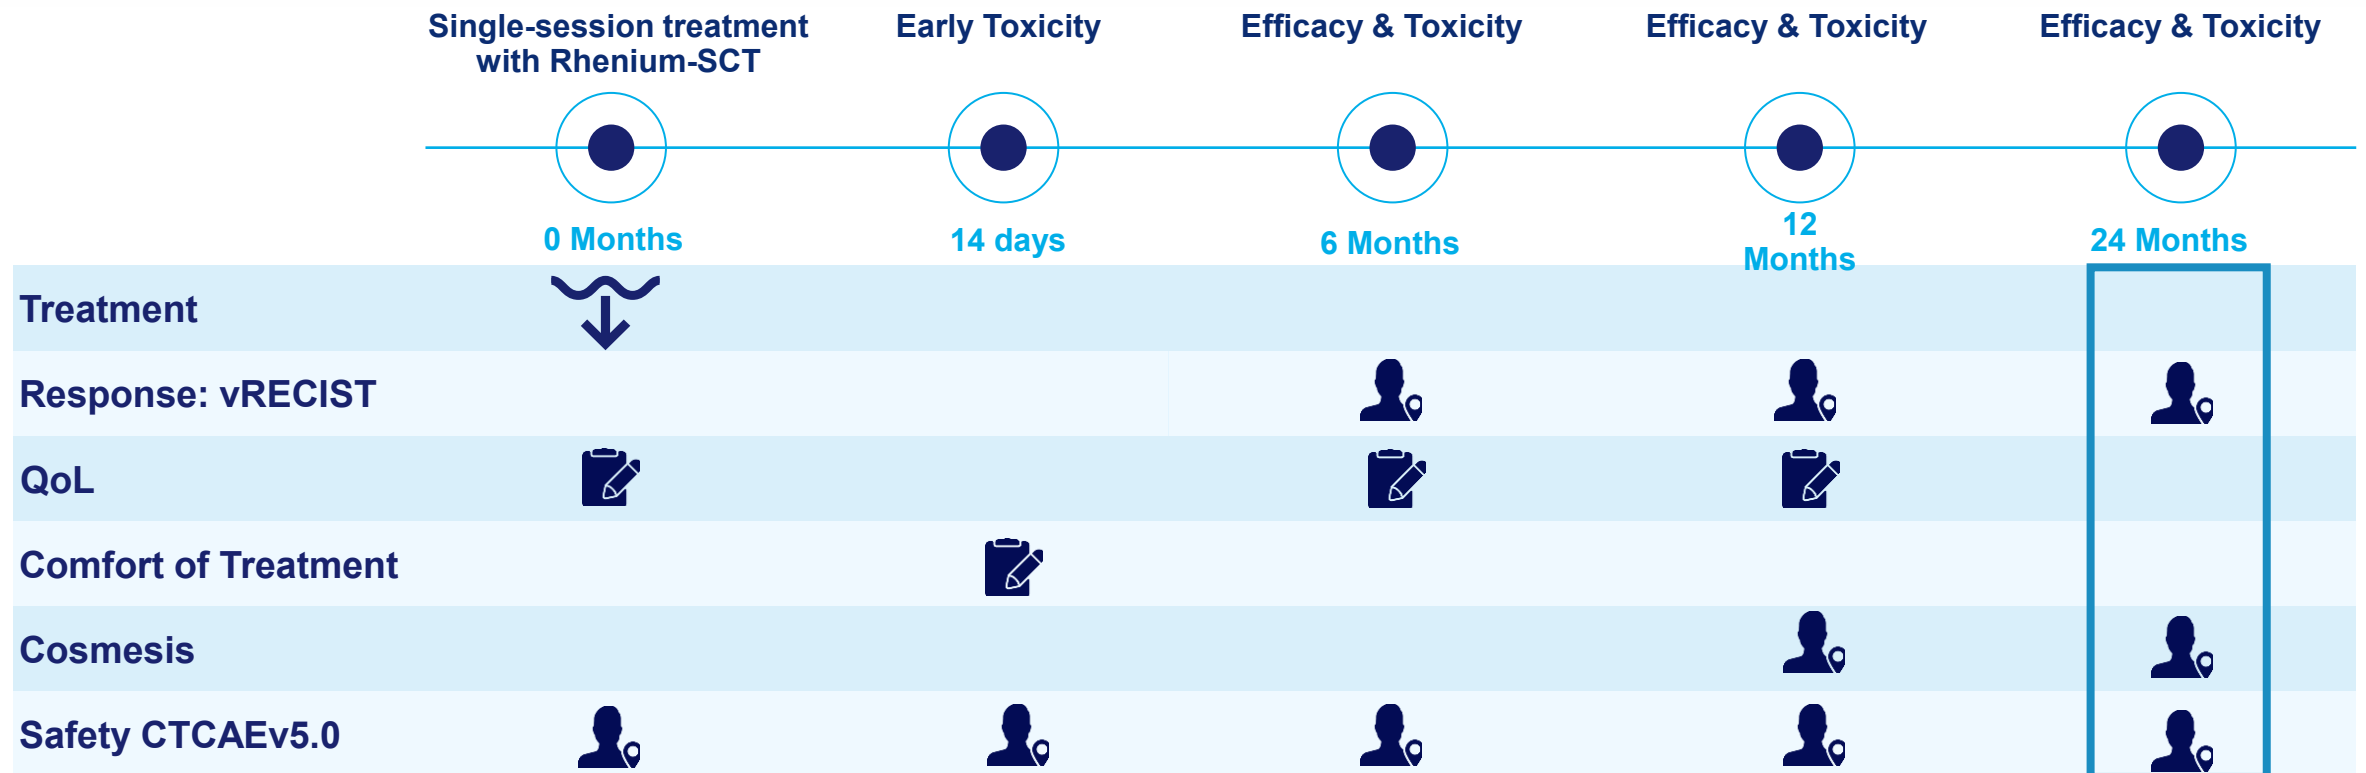 Single-session treatment
with Rhenium-SCT
Early Toxicity
Efficacy & Toxicity
Efficacy & Toxicity
Efficacy & Toxicity
0 Months
14 days
6 Months
12
Months
24 Months
Treatment
Response: vRECIST
QoL
Comfort of Treatment
Cosmesis
Safety CTCAEv5.0